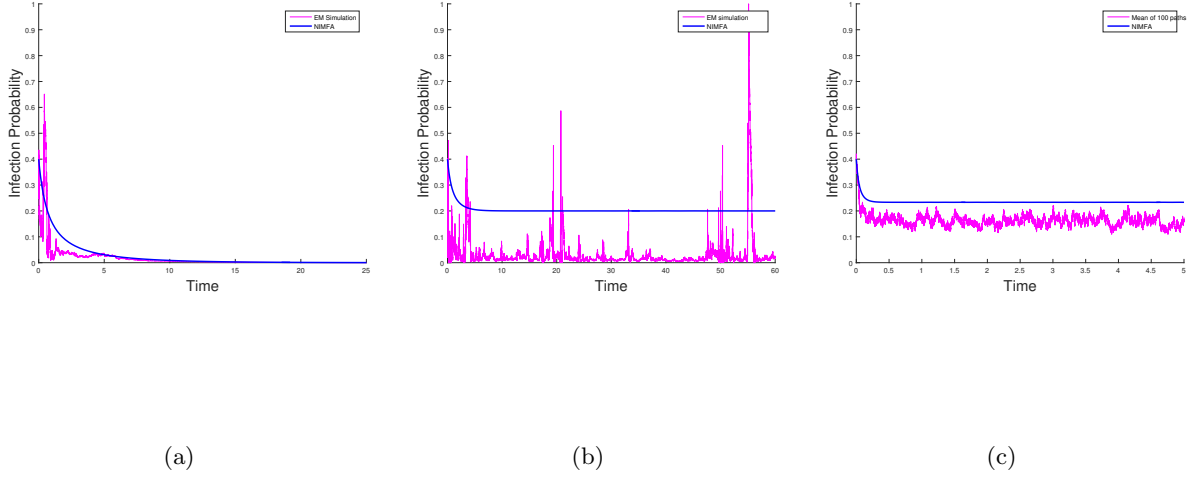 EM Simulation
NIMFA
Infection Probability
1
0.9
0.8
0.7
0.6
0.5
0.4
0.3
0.2
0.1
0
0 5 10 15 20 25
Time
(a)
EM simulation
NIMFA
Infection Probability
1
0.9
0.8
0.7
0.6
0.5
0.4
0.3
0.2
0.1
0
0 10 20 30 40 50 60
Time
(b)
Mean of 100 paths
NIMFA
Infection Probability
1
0.9
0.8
0.7
0.6
0.5
0.4
0.3
0.2
0.1
0
0 0.5 1 1.5 2 2.5 3 3.5 4 4.5 5
Time
(c)